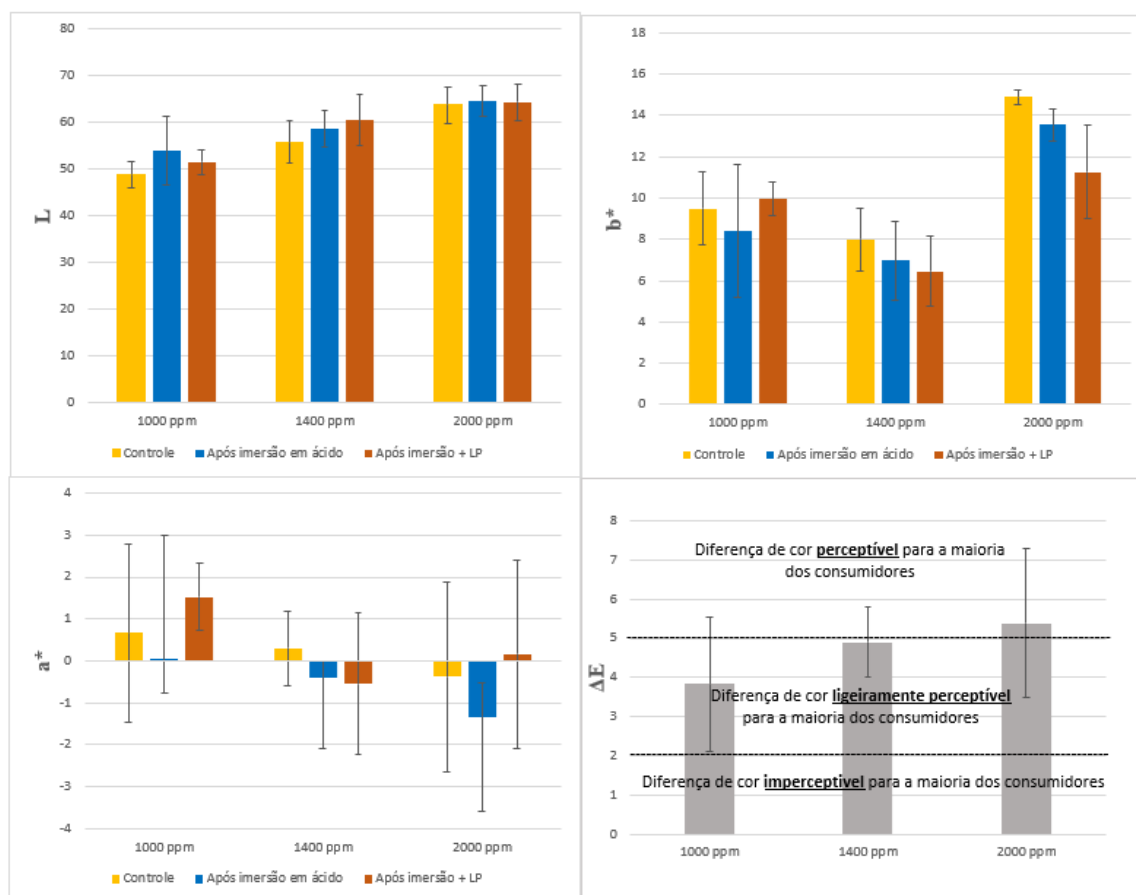 80
70
60
50
40
30
20
10
0
L
1000 ppm 1400 ppm 2000 ppm
Controle Após imersão em ácido Após imersão + LP
18
16
14
12
10
8
6
4
2
0
b*
1000 ppm 1400 ppm 2000 ppm
Controle Após imersão em ácido Após imersão + LP
4
3
2
1
0
-1
-2
-3
-4
a*
1000 ppm 1400 ppm 2000 ppm
Controle Após imersão em ácido Após imersão + LP
8
7
6
5
4
3
2
1
0
ΔE
Diferença de cor perceptível para a maioria
dos consumidores
Diferença de cor ligeiramente perceptível
para a maioria dos consumidores
Diferença de cor imperceptivel para a maioria dos consumidores
1000 ppm 1400 ppm 2000 ppm